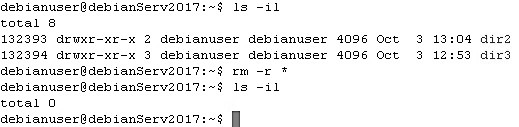 debianuser@debianServ2017:~$ ls -il
total 8
132393 drwxr-xr-x 2 debianuser debianuser 4096 Oct  3 13:04 dir2
132394 drwxr-xr-x 3 debianuser debianuser 4096 Oct  3 12:53 dir3
debianuser@debianServ2017:~$ rm -r *
debianuser@debianServ2017:~$ ls -il
total 0
debianuser@debianServ2017:~$